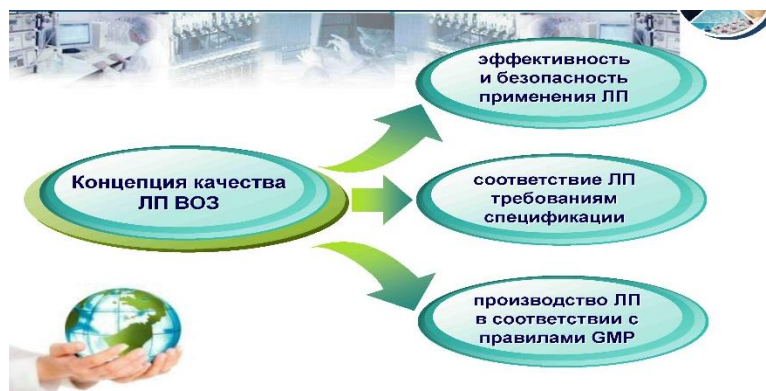 эффективность
и безопасность
применения ЛП
Концепция качества
ЛП ВОЗ
соответствие ЛП
требованиям
спецификации
производство ЛП
в соответствии с
правилами GMP